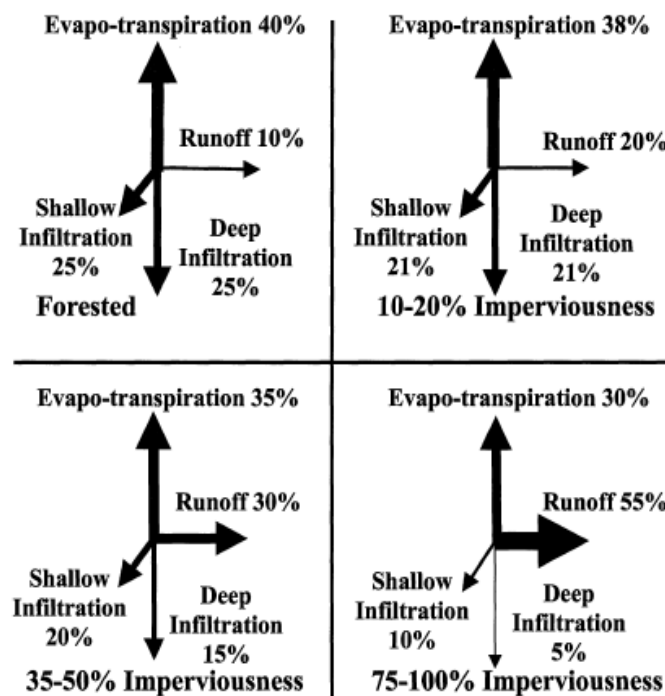 Evapo-transpiration 40%
Runoff 10%
Shallow
Infiltration
25%
Deep
Infiltration
25%
Forested
Evapo-transpiration 38%
Runoff 20%
Shallow
Infiltration
21%
Deep
Infiltration
21%
10-20% Imperviousness
Evapo-transpiration 35%
Runoff 30%
Shallow
Infiltration
20%
Deep
Infiltration
15%
35-50% Imperviousness
Evapo-transpiration 30%
Runoff 55%
Shallow
Infiltration
10%
Deep
Infiltration
5%
75-100% Imperviousness